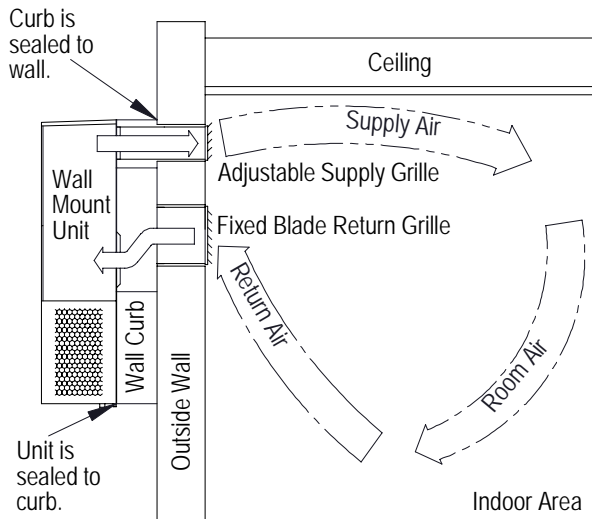 Curb is
sealed to
wall.
Ceiling
Supply Air
Adjustable Supply Grille
Wall
Mount
Unit
Fixed Blade Return Grille
Return Air
Room Air
Wall Curb
Outside Wall
Unit is
sealed to
curb.
Indoor Area